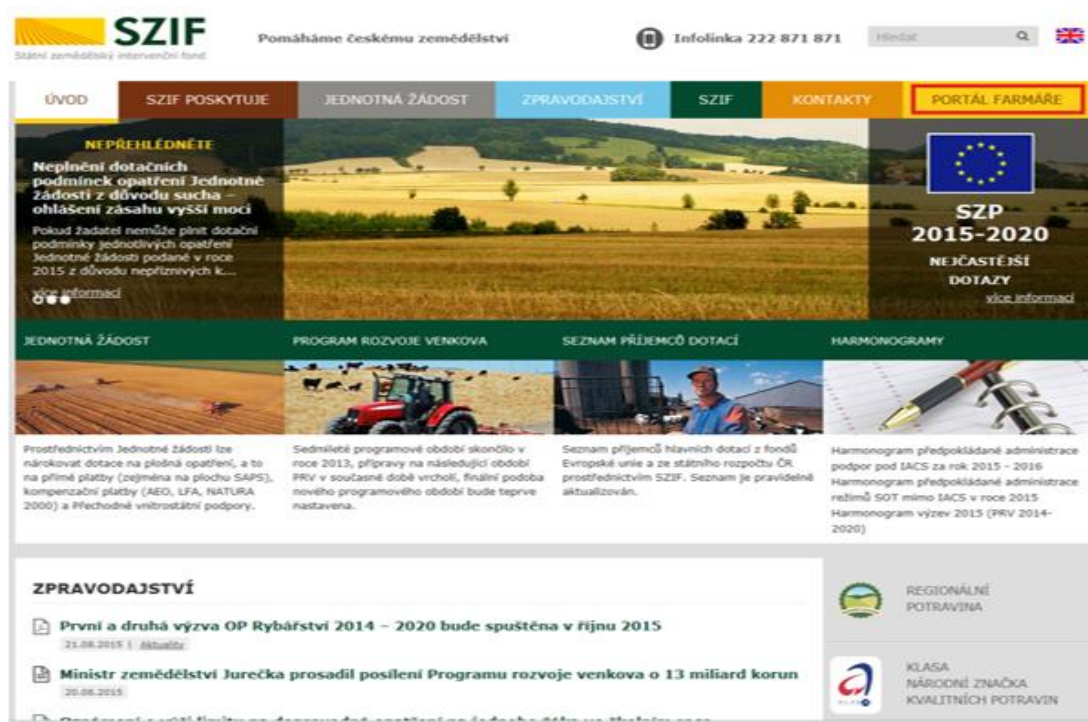 SZIF
Státní zemědělský intervenční fond
Pomáháme českému zemědělství
Infolinka 222 871 871
Hledat
ÚVOD
SZIF POSKYTUJE
JEDNOTNÁ ŽÁDOST
ZPRAVODAJSTVÍ
SZIF
KONTAKTY
PORTÁL FARMÁŘE
NEPŘEHLÉDNĚTE
Neplnění dotačních
podmínek opatření Jednotné
žádosti z důvodu sucha –
ohlášení zásahu vyšší moci
Pokud žadatel nemůže plnit dotační
podmínky jednotlivých opatření
Jednotné žádosti podané v roce
2015 z důvodu nepříznivých k...
více informací
SZP
2015-2020
NEJČASTĚJŠÍ
DOTAZY
více informací
JEDNOTNÁ ŽÁDOST
Prostřednictvím Jednotné žádosti lze
nárokovat dotace na plošná opatření, a to
na přímé platby (zejména na plochu SAPS),
kompenzační platby (AEO, LFA, NATURA
2000) a Přechodné vnitrostátní podpory.
PROGRAM ROZVOJE VENKOVA
Sedmileté programové období skončilo v
roce 2013, přípravy na následující období
PRV v současné době vrcholí, finální podoba
nového programového období bude teprve
nastavena.
SEZNAM PŘÍJEMCŮ DOTACÍ
Seznam příjemců hlavních dotací z fondů
Evropské unie a ze státního rozpočtu ČR
prostřednictvím SZIF. Seznam je pravidelně
aktualizován.
HARMONOGRAMY
Harmonogram předpokládané administrace
podpor pod IACS za rok 2015 - 2016
Harmonogram předpokládané administrace
režimů SOT mimo IACS v roce 2015
Harmonogram výzev 2015 (PRV 2014-
2020)
ZPRAVODAJSTVÍ
První a druhá výzva OP Rybářství 2014 – 2020 bude spuštěna v říjnu 2015
21.08.2015 | Aktuality
Ministr zemědělství Jurečka prosadil posílení Programu rozvoje venkova o 13 miliard korun
20.08.2015
REGIONÁLNÍ
POTRAVINA
KLASA
NÁRODNÍ ZNAČKA
KVALITNÍCH POTRAVIN